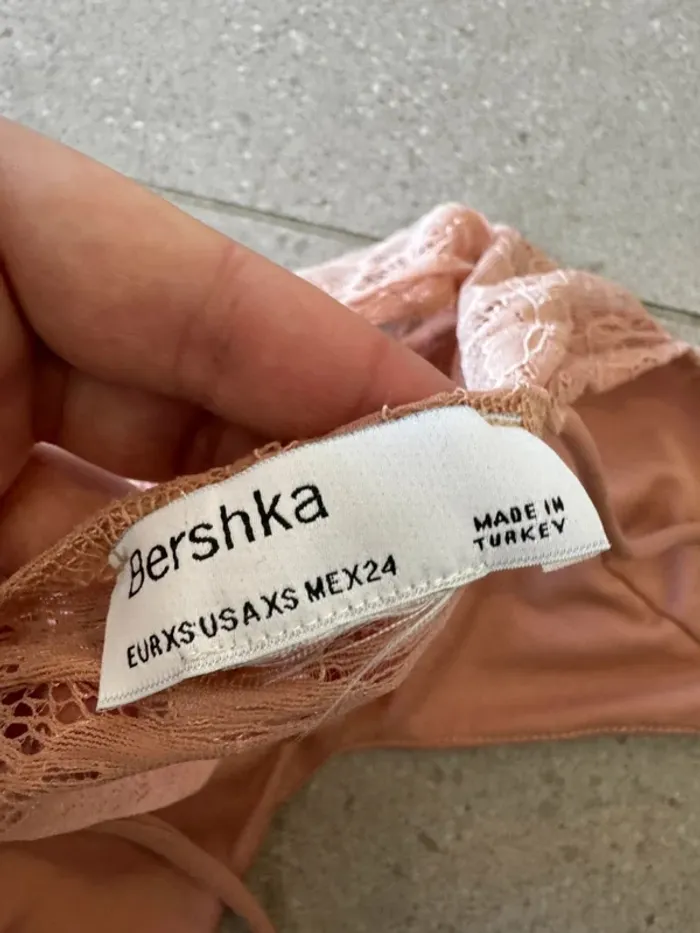 Bershka
MADE IN
TURKEY
EUR XS USA XS MEX 24